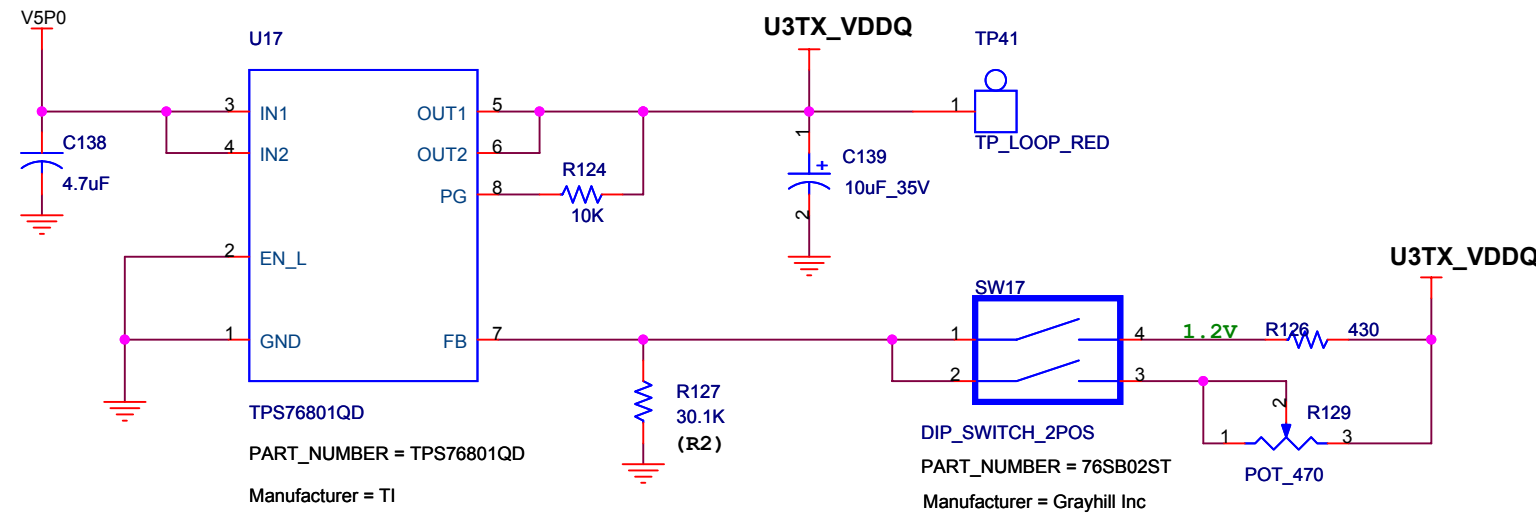 V5P0
U17
U3TX_VDDQ
TP41
3 IN1
OUT1 5
1
C138
4.7uF
4 IN2
OUT2 6
1
TP_LOOP_RED
C139
10uF_35V
R124
PG 8
10K
2
2 EN_L
U3TX_VDDQ
SW17
1 GND
FB 7
1
4
1.2V
R126
430
2
3
R127
30.1K
(R2)
2
R129
TPS76801QD
DIP_SWITCH_2POS
1
3
PART_NUMBER = TPS76801QD
PART_NUMBER = 76SB02ST
POT_470
Manufacturer = TI
Manufacturer = Grayhill Inc